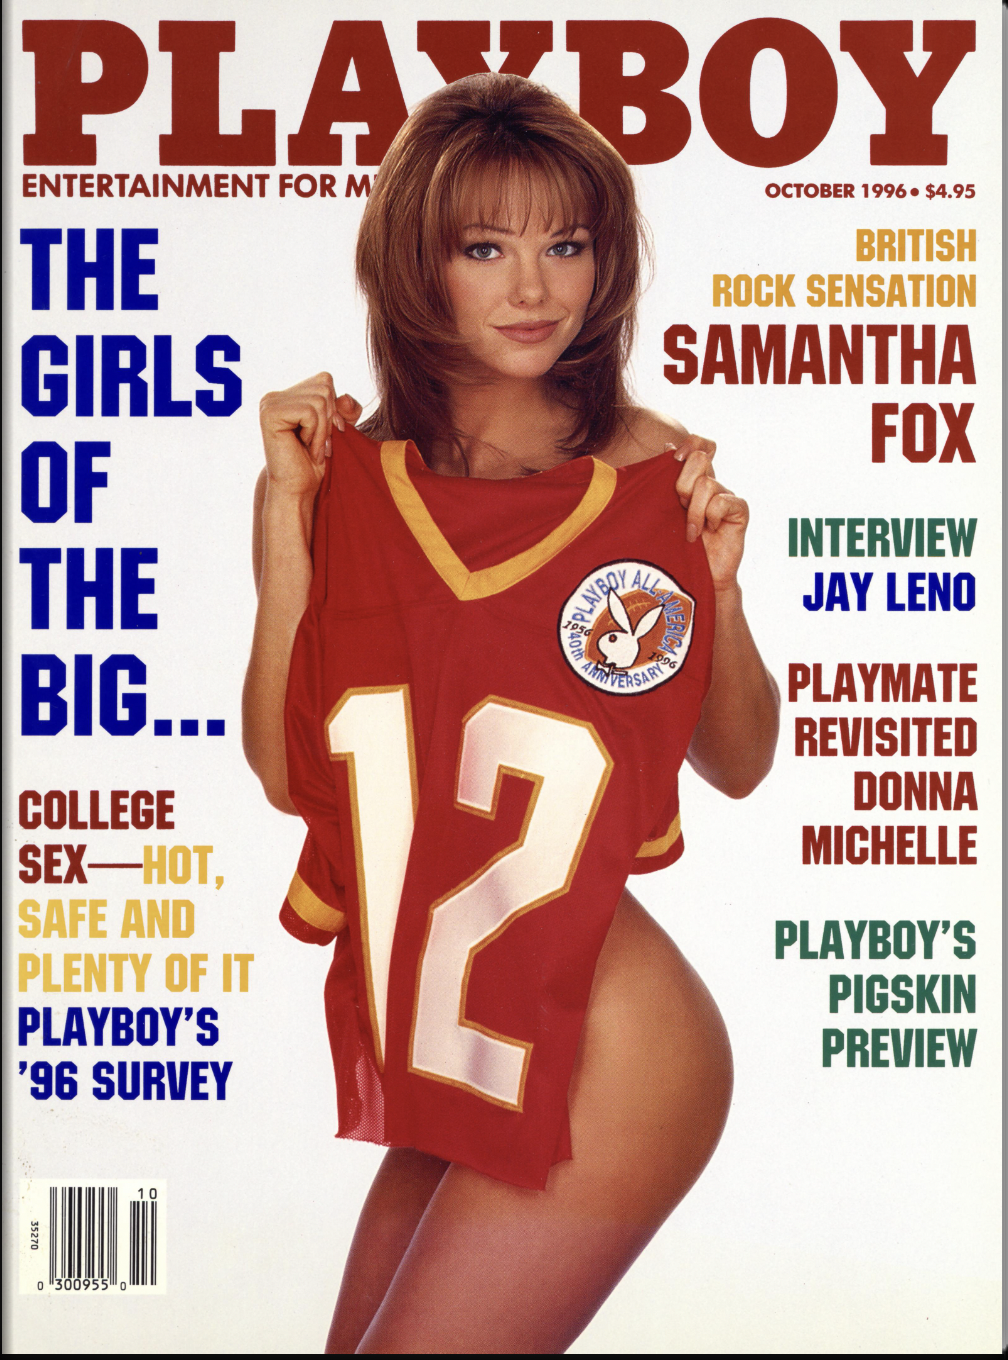 PLAYBOY
ENTERTAINMENT FOR M
OCTOBER 1996 • $4.95
THE
GIRLS
OF
THE
BIG...
12
COLLEGE
SEX—HOT,
SAFE AND
PLENTY OF IT
PLAYBOY'S
'96 SURVEY
BRITISH
ROCK SENSATION
SAMANTHA
FOX
INTERVIEW
JAY LENO
PLAYBOY ALL AMERICA
1956
1996
40th ANNIVERSARY
PLAYMATE
REVISITED
DONNA
MICHELLE
PLAYBOY'S
PIGSKIN
PREVIEW
10
35270
0 300955 0